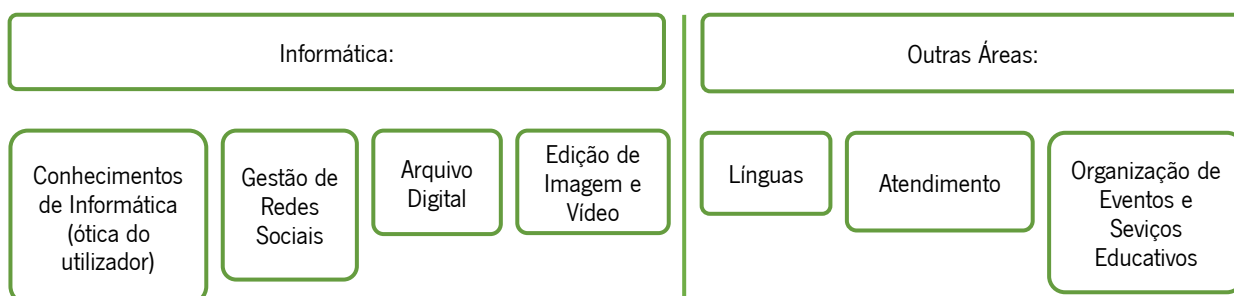 Informática:
Conhecimentos
de Informática
(ótica do
utilizador)
Gestão de
Redes
Sociais
Arquivo
Digital
Edição de
Imagem e
Vídeo
Outras Áreas:
Línguas
Atendimento
Organização de
Eventos e
Seviços
Educativos